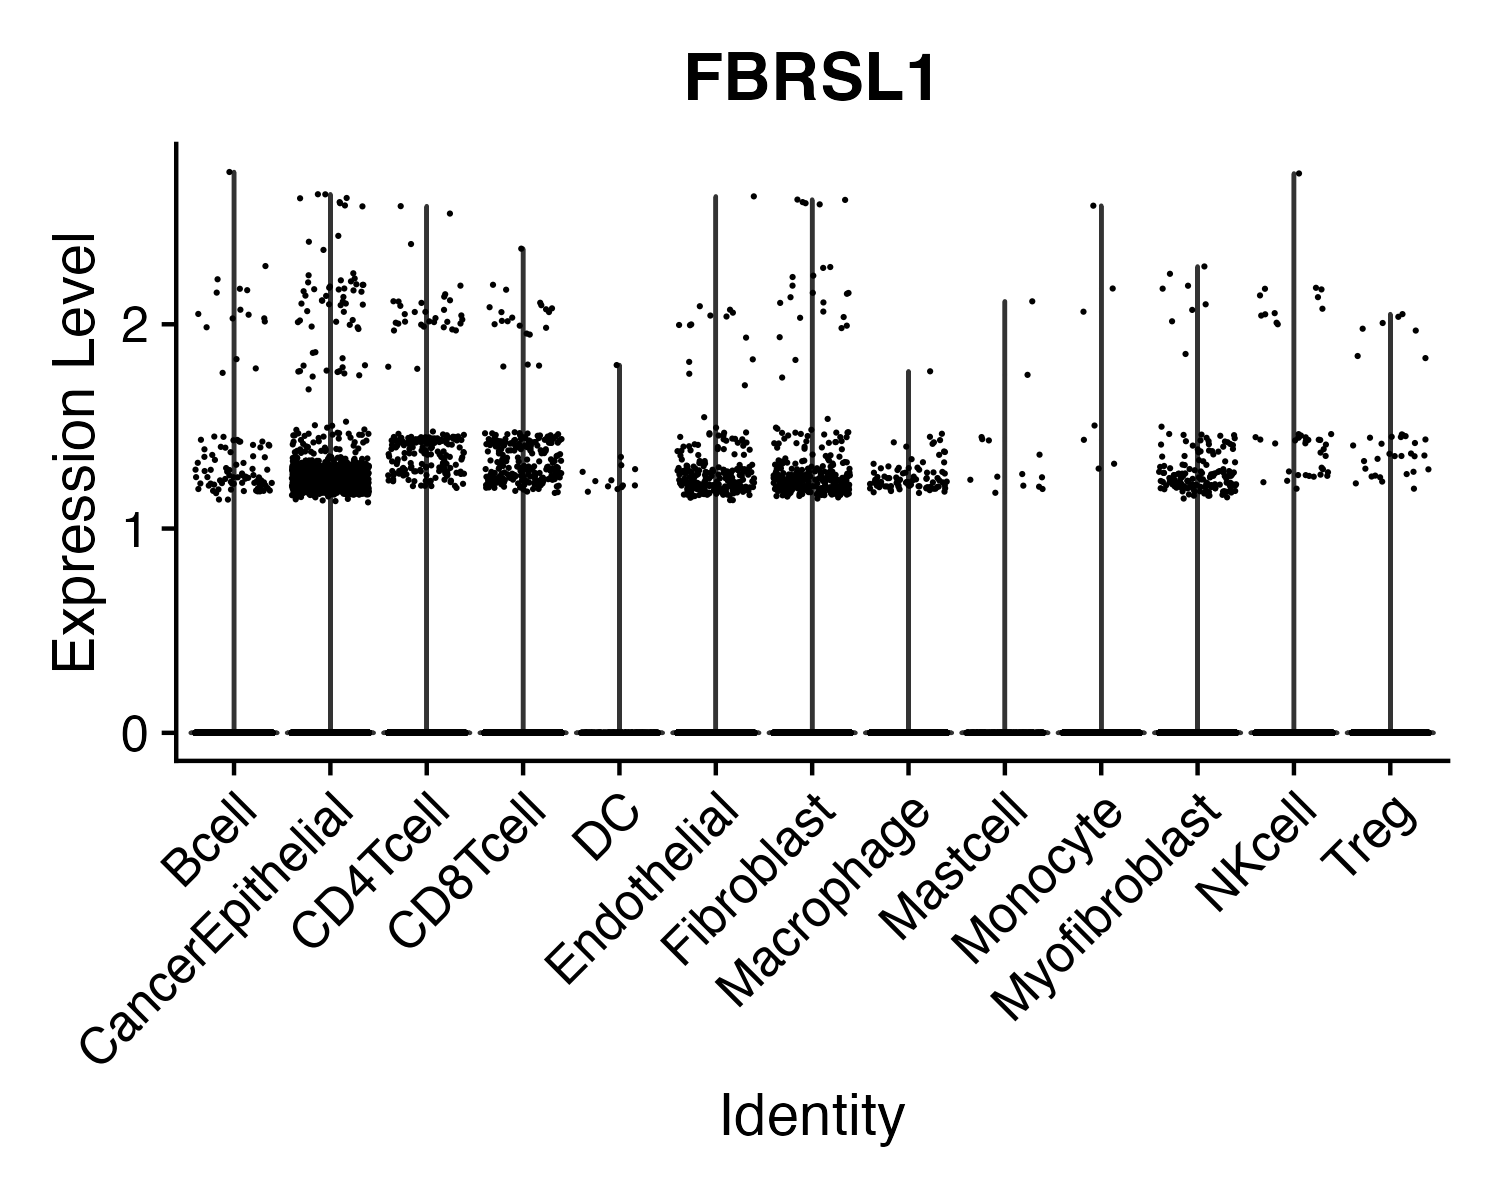 FBRSL1
Expression Level
2
1
0
Bcell
CancerEpithelial
CD4Tcell
CD8Tcell
DC
Endothelial
Fibroblast
Macrophage
Mastcell
Monocyte
Myofibroblast
NKcell
Treg
Identity